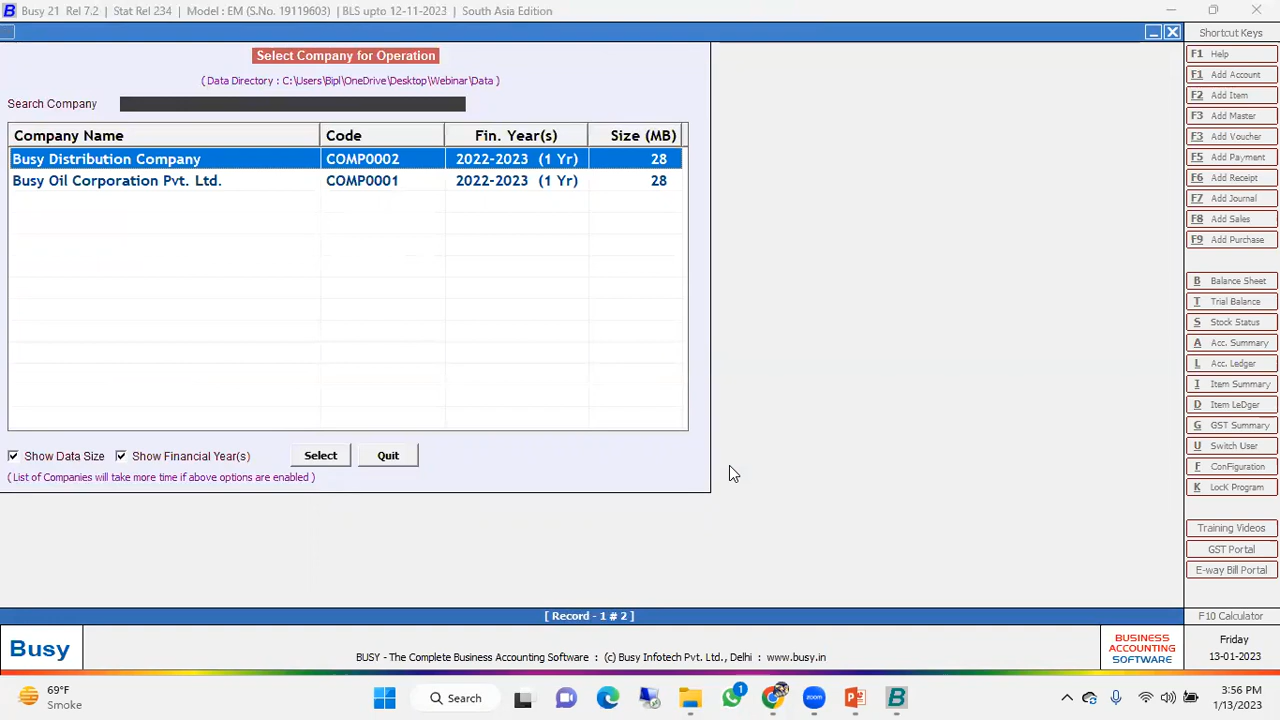 Busy 21 Rel 7.2 | Stat Rel 234 | Model : EM (S.No. 19119603) | BLS upto 12-11-2023 | South Asia Edition
Shortcut Keys
Select Company for Operation
( Data Directory : C:\Users\Bipl\OneDrive\Desktop\Webinar\Data )
Search Company
Company Name Code Fin. Year(s) Size (MB)
Busy Distribution Company COMP0002 2022-2023 (1 Yr) 28
Busy Oil Corporation Pvt. Ltd. COMP0001 2022-2023 (1 Yr) 28
Show Data Size Show Financial Year(s) Select Quit
( List of Companies will take more time if above options are enabled )
F1 Help
F1 Add Account
F2 Add Item
F3 Add Master
F3 Add Voucher
F5 Add Payment
F6 Add Receipt
F7 Add Journal
F8 Add Sales
F9 Add Purchase
B Balance Sheet
T Trial Balance
S Stock Status
A Acc. Summary
L Acc. Ledger
I Item Summary
D Item LeDger
G GST Summary
U Switch User
F ConFiguration
K LocK Program
Training Videos
GST Portal
E-way Bill Portal
[ Record - 1 # 2 ]
F10 Calculator
Busy
BUSY - The Complete Business Accounting Software : (c) Busy Infotech Pvt. Ltd., Delhi : www.busy.in
BUSINESS
ACCOUNTING
SOFTWARE
Friday
13-01-2023
69°F
Smoke
Search
1
zoom
3:56 PM
1/13/2023